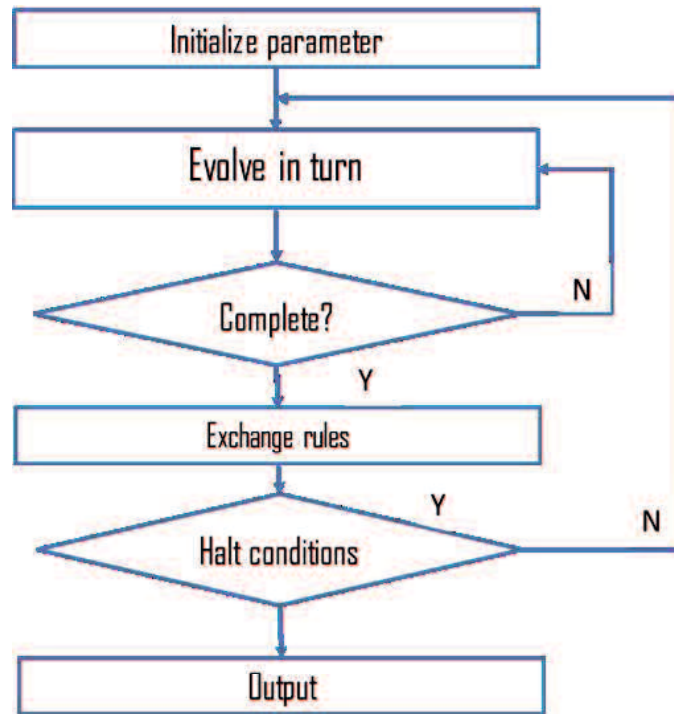 Initialize parameter
Evolve in turn
N
Complete?
Y
Exchange rules
Y
N
Halt conditions
Output